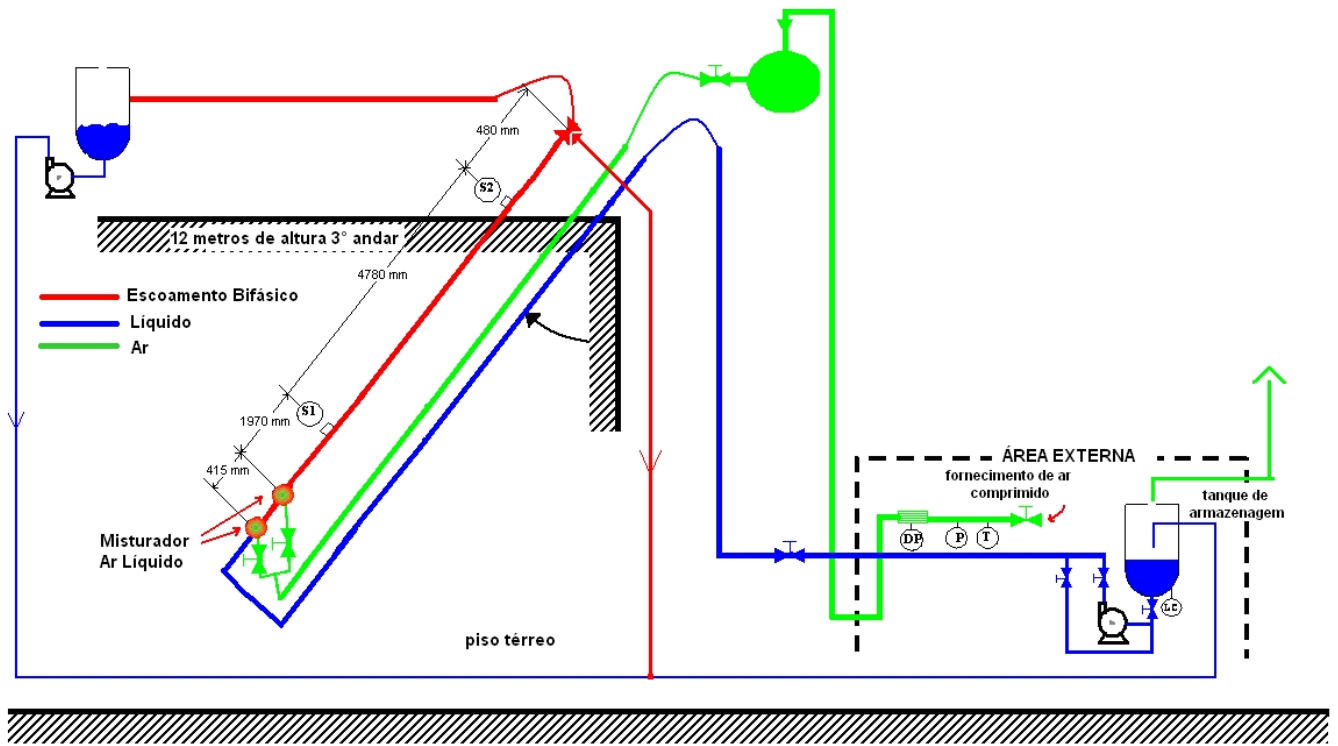 480 mm
S2
12 metros de altura 3° andar
4780 mm
Escoamento Bifásico
Líquido
Ar
S1
1970 mm
415 mm
Misturador
Ar Líquido
piso térreo
ÁREA EXTERNA
fornecimento de ar
comprimido
DP
P
T
tanque de
armazenagem
LC